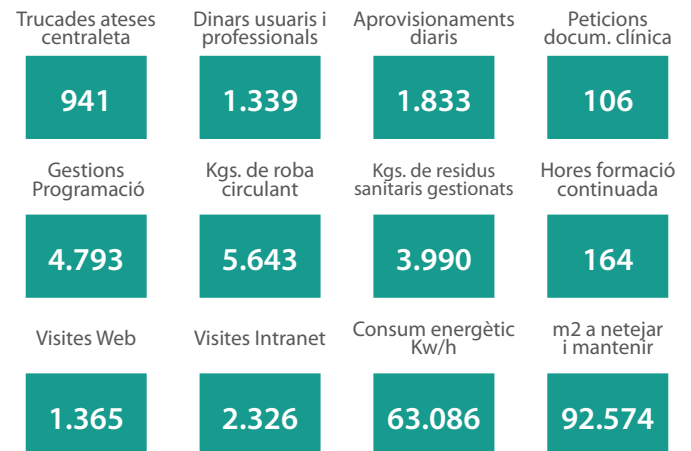 Trucades ateses
centraleta
941
Dinars usuaris i
professionals
1.339
Aprovisionaments
diaris
1.833
Peticions
docum. clínica
106
Gestions
Programació
4.793
Kgs. de roba
circulant
5.643
Kgs. de residus
sanitaris gestionats
3.990
Hores formació
continuada
164
Visites Web
1.365
Visites Intranet
2.326
Consum energètic
Kw/h
63.086
m2 a netejar
i mantenir
92.574